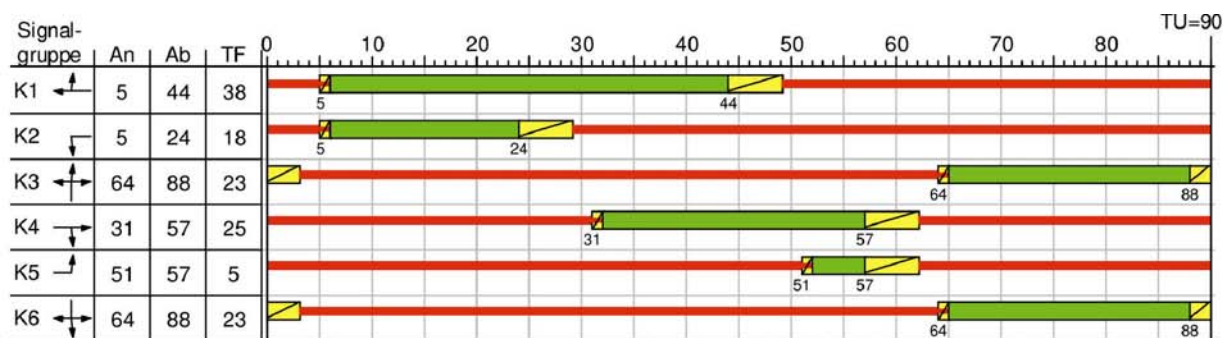 TU=90
Signal-
gruppe An Ab TF 0 10 20 30 40 50 60 70 80
K1 5 44 38
5 44
K2 5 24 18
5 24
K3 64 88 23
64 88
K4 31 57 25
31 57
K5 51 57 5
51 57
K6 64 88 23
64 88